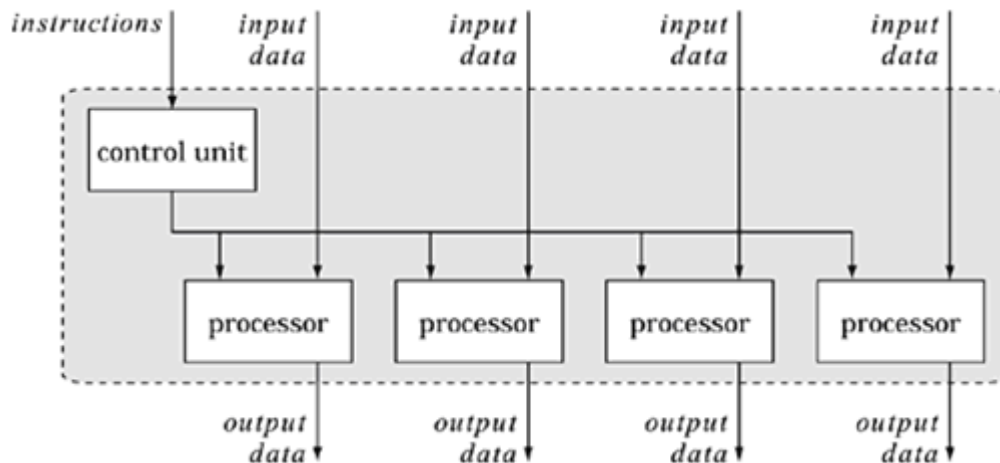 instructions
input
data
input
data
input
data
input
data
control unit
processor
processor
processor
processor
output
data
output
data
output
data
output
data